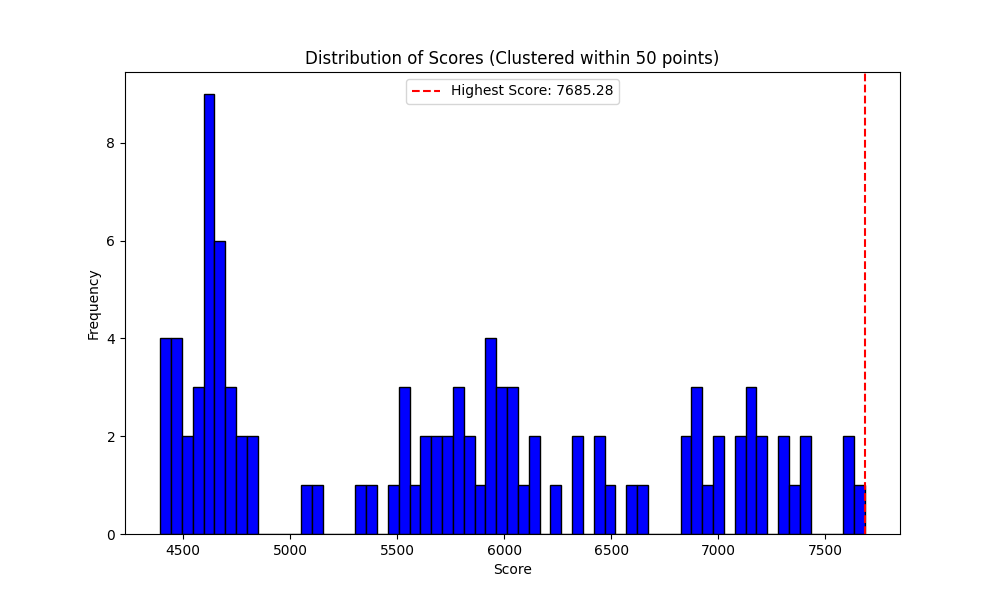 Distribution of Scores (Clustered within 50 points)
Highest Score: 7685.28
Frequency
8
6
4
2
0
4500 5000 5500 6000 6500 7000 7500
Score